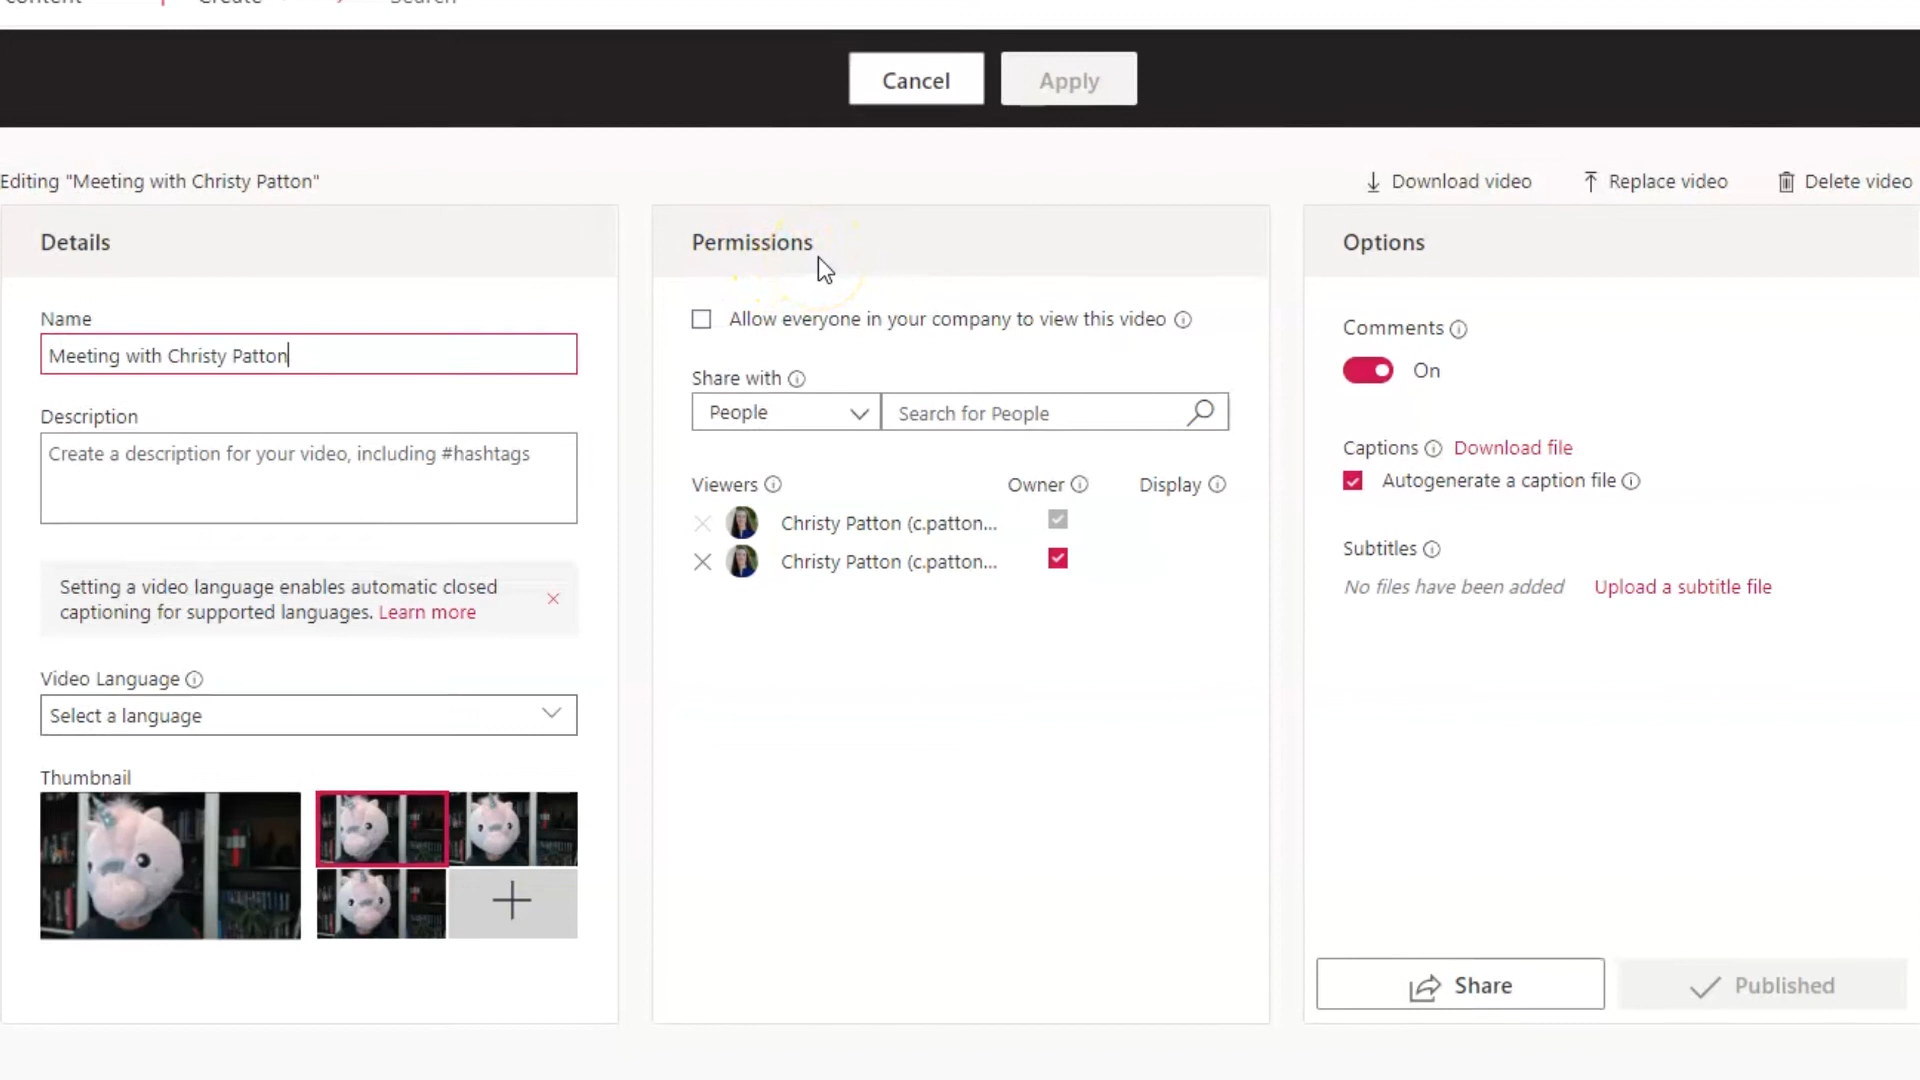 content Create Search
Cancel Apply
Editing "Meeting with Christy Patton"
Download video Replace video Delete video
Details
Name
Meeting with Christy Patton
Description
Create a description for your video, including #hashtags
Setting a video language enables automatic closed
captioning for supported languages. Learn more
Video Language
Select a language
Thumbnail
Permissions
Allow everyone in your company to view this video
Share with
People Search for People
Viewers Owner Display
Christy Patton (c.patton...
Christy Patton (c.patton...
Options
Comments
On
Captions Download file
Autogenerate a caption file
Subtitles
No files have been added Upload a subtitle file
Share Published